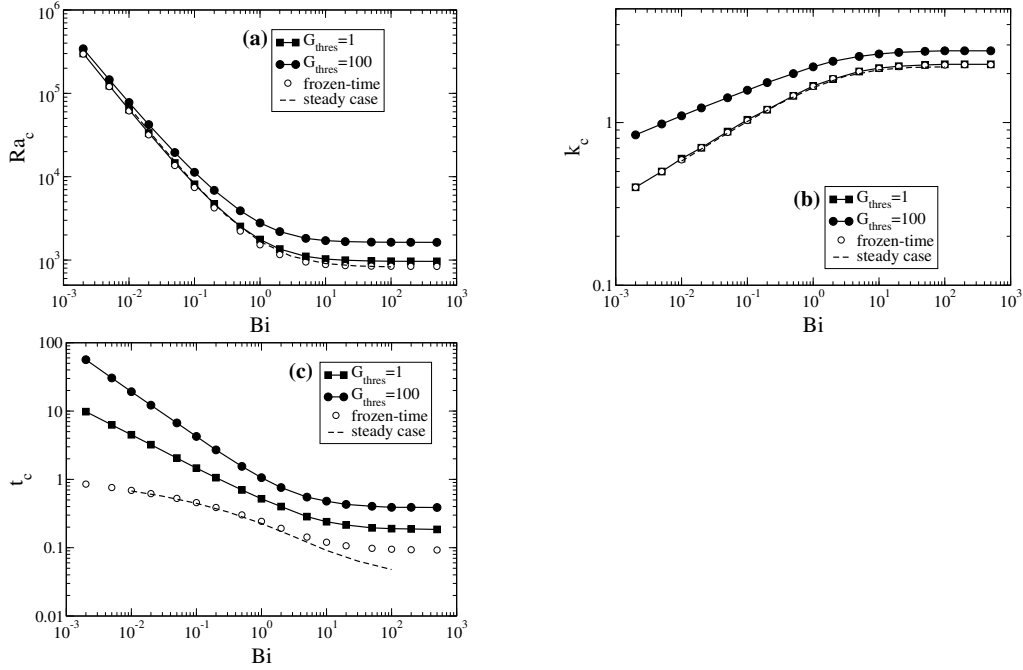 (a)
G_thres=1
G_thres=100
frozen-time
steady case
10^6
10^5
10^4
10^3
Ra_c
10^-3 10^-2 10^-1 10^0 10^1 10^2 10^3
Bi
(b)
G_thres=1
G_thres=100
frozen-time
steady case
1
0.1
k_c
10^-3 10^-2 10^-1 10^0 10^1 10^2 10^3
Bi
(c)
G_thres=1
G_thres=100
frozen-time
steady case
100
10
1
0.1
0.01
t_c
10^-3 10^-2 10^-1 10^0 10^1 10^2 10^3
Bi